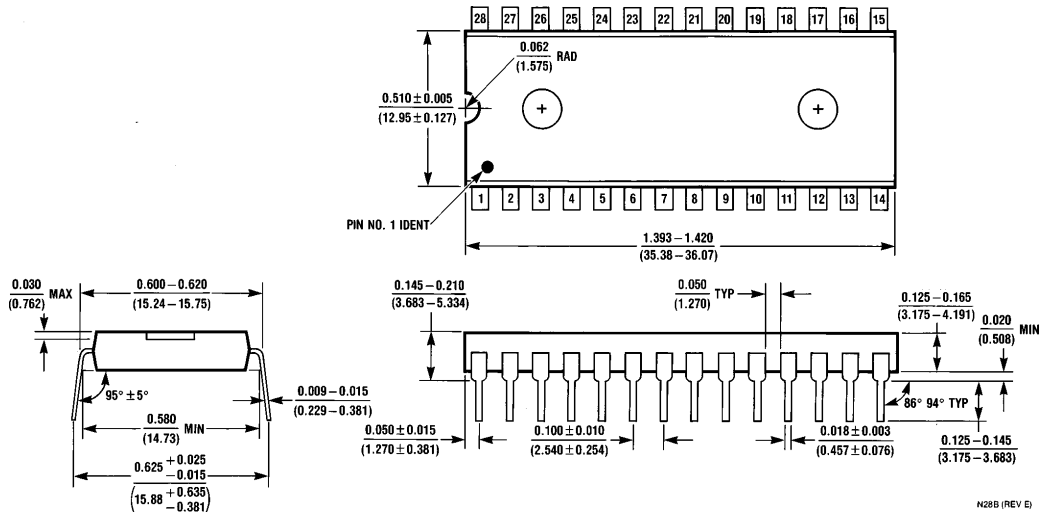 28 27 26 25 24 23 22 21 20 19 18 17 16 15
0.062
(1.575)
RAD
0.510 ± 0.005
(12.95 ± 0.127)
PIN NO. 1 IDENT
1 2 3 4 5 6 7 8 9 10 11 12 13 14
1.393 – 1.420
(35.38 – 36.07)
0.030
(0.762)
MAX
0.600 – 0.620
(15.24 – 15.75)
95° ± 5°
0.009 – 0.015
(0.229 – 0.381)
0.580
(14.73)
MIN
0.625 + 0.025
– 0.015
(15.88 + 0.635
– 0.381)
0.145 – 0.210
(3.683 – 5.334)
0.050
(1.270)
TYP
0.125 – 0.165
(3.175 – 4.191)
0.020
(0.508)
MIN
86° 94° TYP
0.050 ± 0.015
(1.270 ± 0.381)
0.100 ± 0.010
(2.540 ± 0.254)
0.018 ± 0.003
(0.457 ± 0.076)
0.125 – 0.145
(3.175 – 3.683)
N28B (REV E)